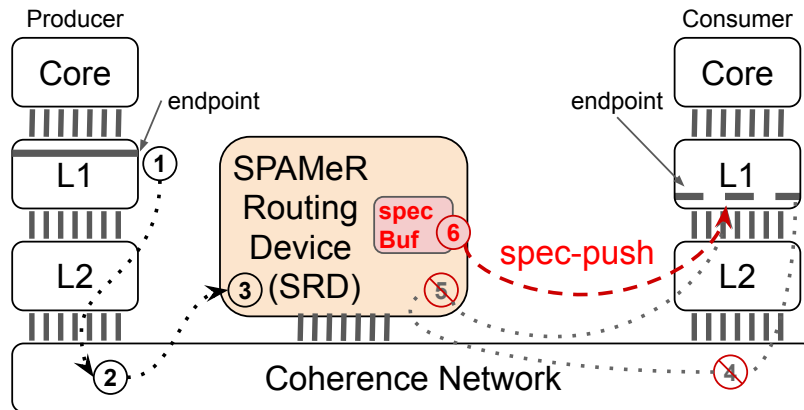 Producer
Consumer
Core
Core
endpoint
endpoint
1
L1
L1
SPAMeR
Routing
Device
(SRD)
spec
Buf
6
spec-push
L2
L2
3
5
2
4
Coherence Network